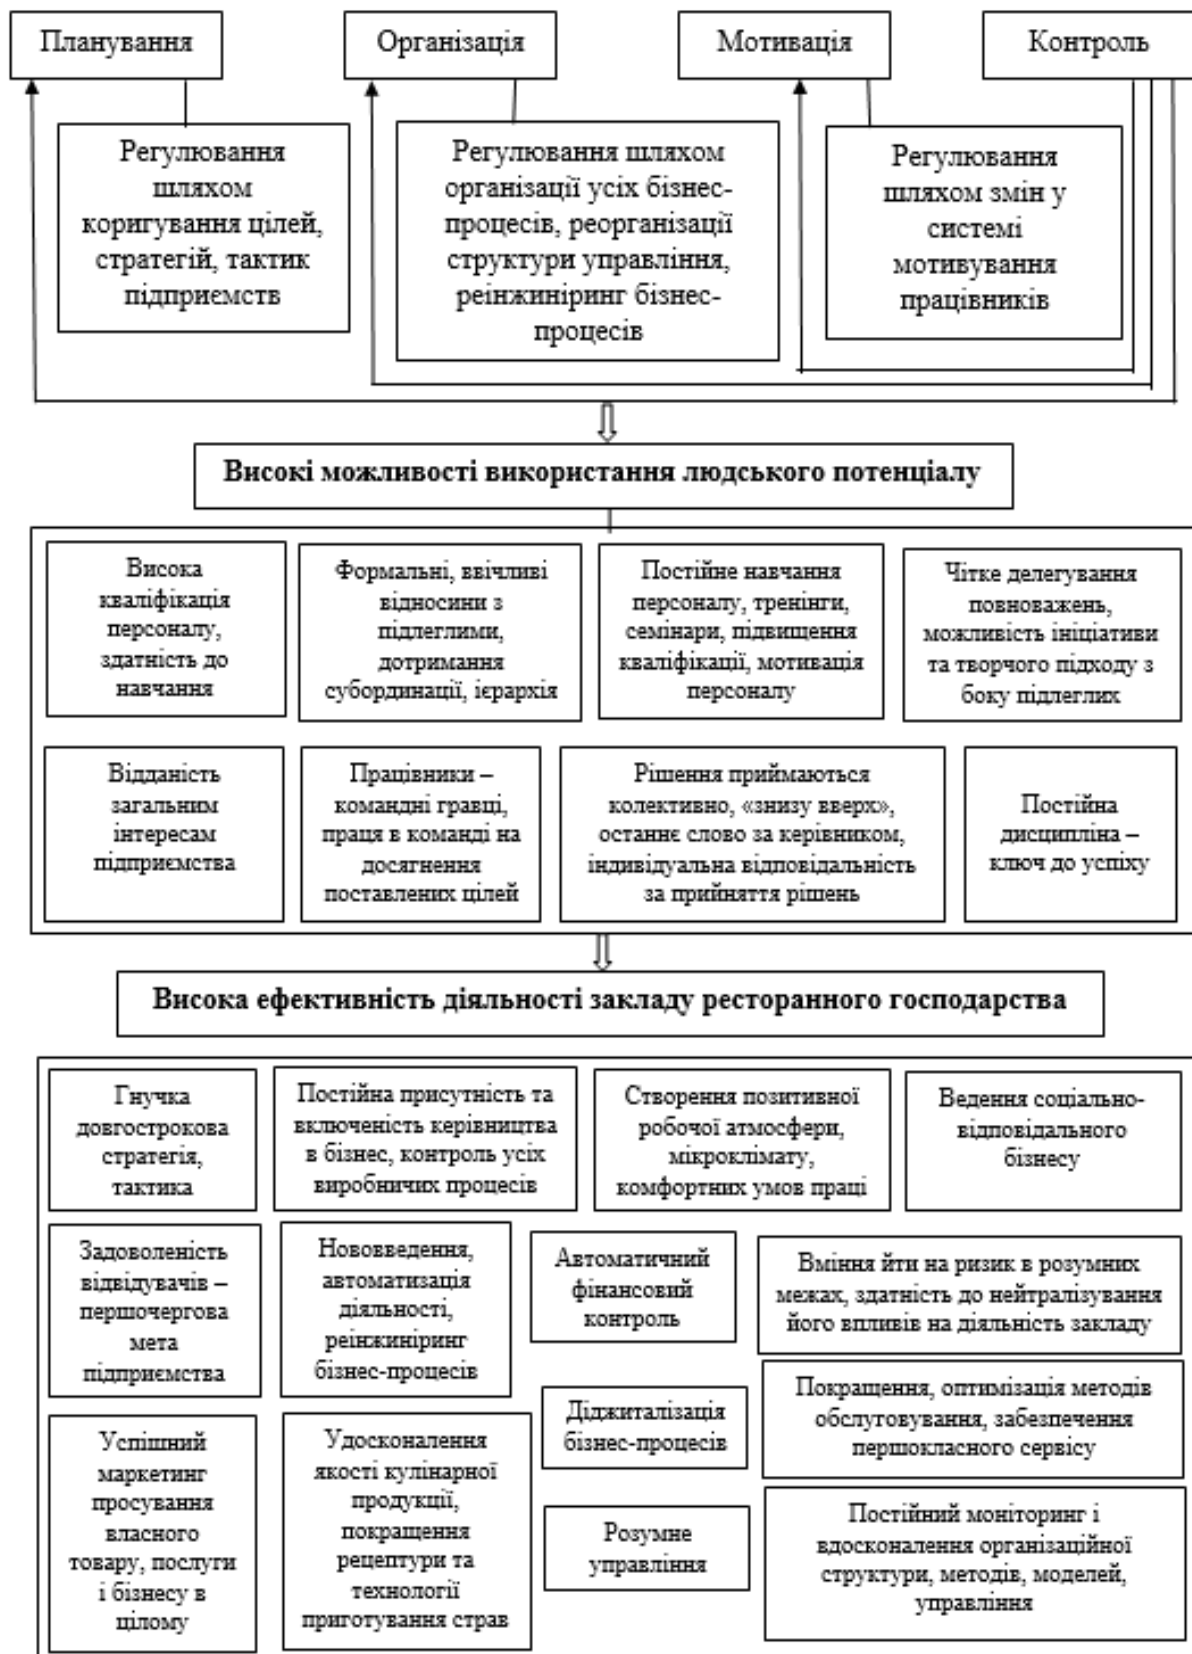 Планування
Організація
Мотивація
Контроль
Регулювання
шляхом
коригування цілей,
стратегій, тактик
підприємств
Регулювання шляхом
організації усіх бізнес-
процесів, реорганізації
структури управління,
реінжиніринг бізнес-
процесів
Регулювання
шляхом змін у
системі
мотивування
працівників
Високі можливості використання людського потенціалу
Висока
кваліфікація
персоналу,
здатність до
навчання
Формальні, ввічливі
відносини з
підлеглими,
дотримання
субординації, ієрархія
Постійне навчання
персоналу, тренінги,
семінари, підвищення
кваліфікації, мотивація
персоналу
Чітке делегування
повноважень,
можливість ініціативи
та творчого підходу з
боку підлеглих
Відданість
загальним
інтересам
підприємства
Працівники –
командні гравці,
праця в команді на
досягнення
поставлених цілей
Рішення приймаються
колективно, «знизу вверх»,
останнє слово за керівником,
індивідуальна відповідальність
за прийняття рішень
Постійна
дисципліна –
ключ до успіху
Висока ефективність діяльності закладу ресторанного господарства
Гнучка
довгострокова
стратегія,
тактика
Постійна присутність та
включеність керівництва
в бізнес, контроль усіх
виробничих процесів
Створення позитивної
робочої атмосфери,
мікроклімату,
комфортних умов праці
Ведення соціально-
відповідального
бізнесу
Задоволеність
відвідувачів –
першочергова
мета
підприємства
Нововведення,
автоматизація
діяльності,
реінжиніринг
бізнес-процесів
Автоматичний
фінансовий
контроль
Вміння йти на ризик в розумних
межах, здатність до нейтралізування
його впливів на діяльність закладу
Діджиталізація
бізнес-процесів
Покращення, оптимізація методів
обслуговування, забезпечення
першокласного сервісу
Успішний
маркетинг
просування
власного
товару, послуги
і бізнесу в
цілому
Удосконалення
якості кулінарної
продукції,
покращення
рецептури та
технології
приготування страв
Розумне
управління
Постійний моніторинг і
вдосконалення організаційної
структури, методів, моделей,
управління